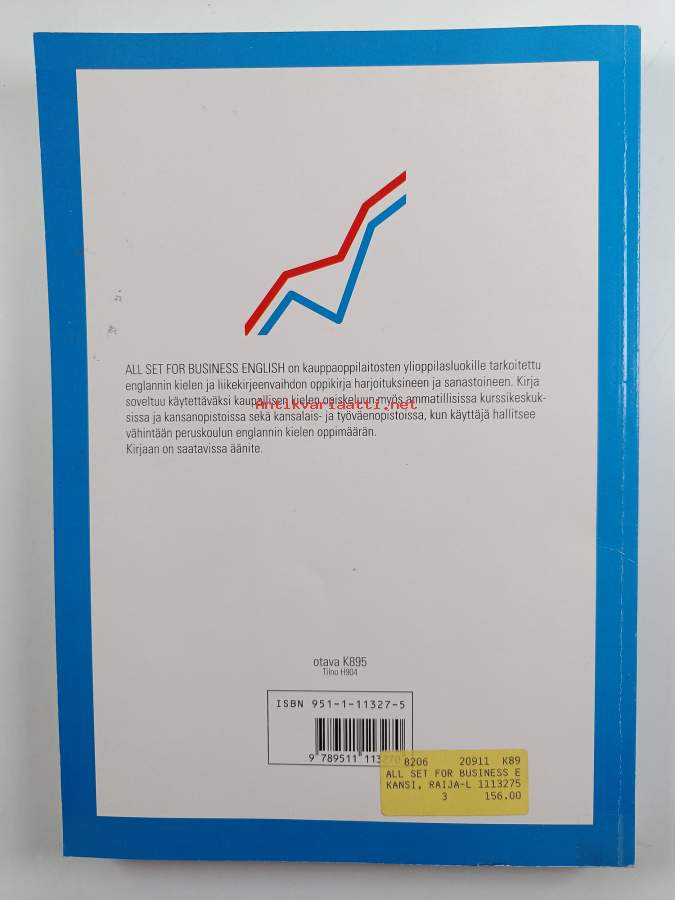 ALL SET FOR BUSINESS ENGLISH on kauppaoppilaitosten ylioppilasluokille tarkoitettu
englannin kielen ja liikekirjeenvaihdon oppikirja harjoituksineen ja sanastoineen. Kirja
soveltuu käytettäväksi kaupallisen kielen opiskeluun myös ammatillisissa kurssikeskuk-
Antikvariaatti.net
sissa ja kansanopistoissa sekä kansalais- ja työväenopistoissa, kun käyttäjä hallitsee
vähintään peruskoulun englannin kielen oppimäärän.
Kirjaan on saatavissa äänite.
otava K895
Tilno H904
ISBN 951-1-11327-5
9 789511 113270
8206 20911 K89
ALL SET FOR BUSINESS E
KANSI, RAIJA-L 1113275
3 156.00